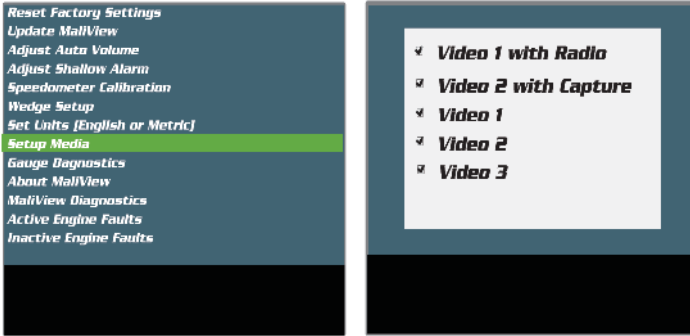 Reset Factory Settings
Update MaliView
Adjust Auto Volume
Adjust Shallow Alarm
Speedometer Calibration
Wedge Setup
Set Units [English or Metric]
Setup Media
Gauge Dagnostics
About MaliView
MaliView Diagnostics
Active Engine Faults
Inactive Engine Faults
Video 1 with Radio
Video 2 with Capture
Video 1
Video 2
Video 3